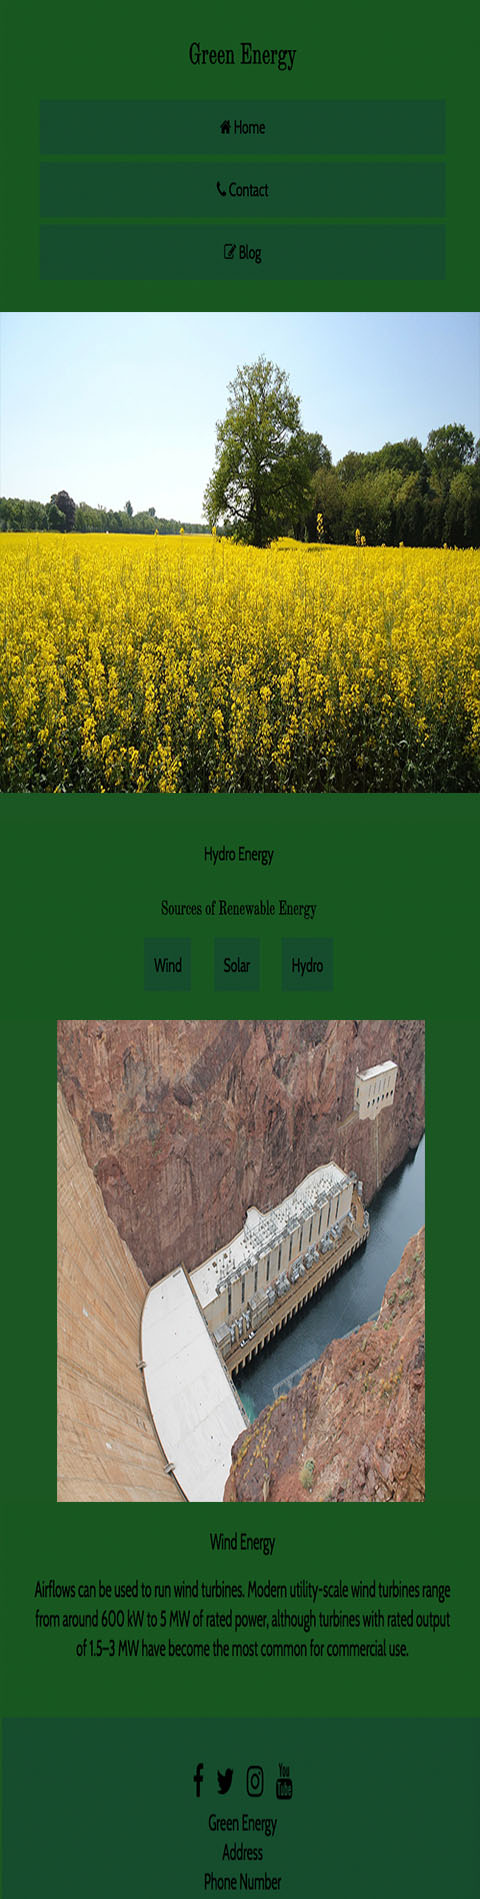 Green Energy
Home
Contact
Blog
Hydro Energy
Sources of Renewable Energy
Wind Solar Hydro
Wind Energy
Airflows can be used to run wind turbines. Modern utility-scale wind turbines range
from around 600 kW to 5 MW of rated power, although turbines with rated output
of 1.5–3 MW have become the most common for commercial use.
You
Tube
Green Energy
Address
Phone Number